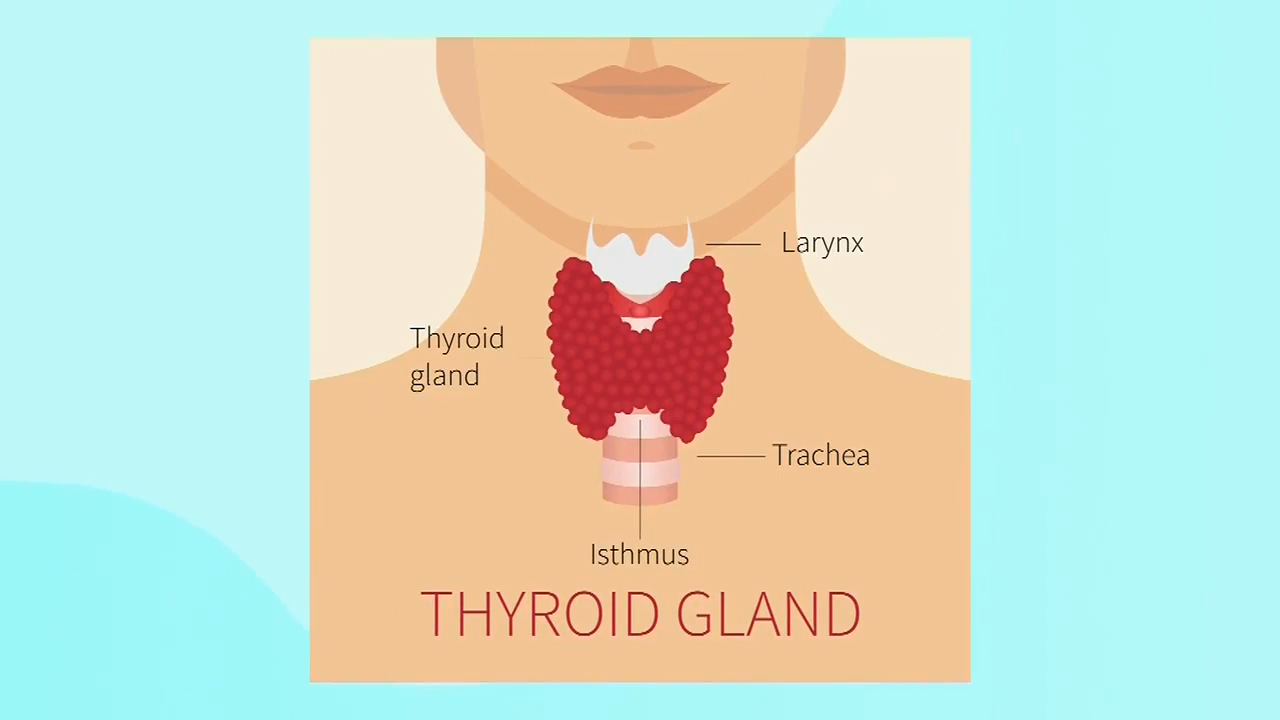 Larynx
Thyroid
gland
Trachea
Isthmus
THYROID GLAND